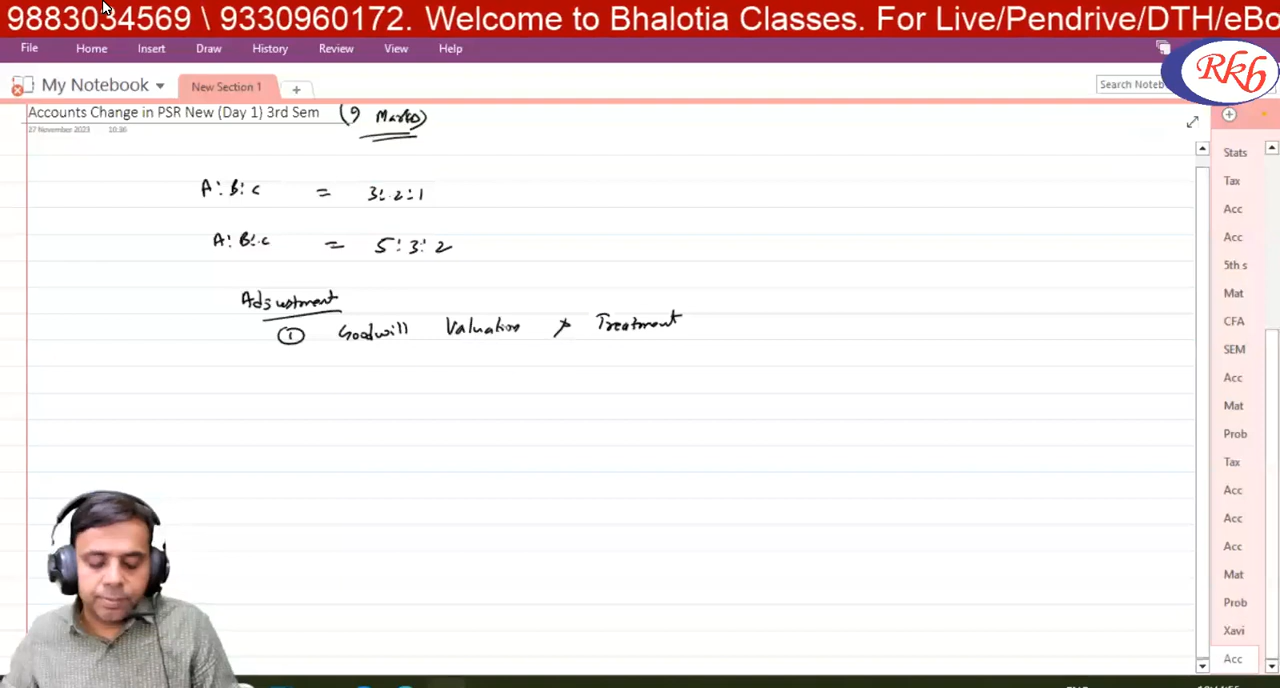 9883034569 \ 9330960172. Welcome to Bhalotia Classes. For Live/Pendrive/DTH/eBo
File Home Insert Draw History Review View Help
Rkb
My Notebook New Section 1 + Search Noteb
Accounts Change in PSR New (Day 1) 3rd Sem (9 Marks)
27 November 2023 10:36
A:B:C = 3:2:1
A:B:C = 5:3:2
Adjustment
① Goodwill Valuation & Treatment
Stats
Tax
Acc
Acc
5th s
Mat
CFA
SEM
Acc
Mat
Prob
Tax
Acc
Acc
Acc
Mat
Prob
Xavi
Acc